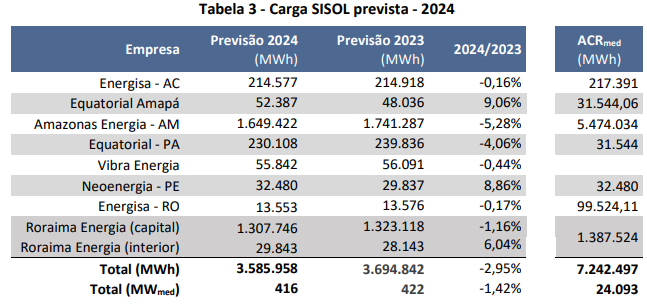 Tabela 3 - Carga SISOL prevista - 2024
Empresa Previsão 2024 (MWh) Previsão 2023 (MWh) 2024/2023 ACRmed (MWh)
Energisa - AC 214.577 214.918 -0,16% 217.391
Equatorial Amapá 52.387 48.036 9,06% 31.544,06
Amazonas Energia - AM 1.649.422 1.741.287 -5,28% 5.474.034
Equatorial - PA 230.108 239.836 -4,06% 31.544
Vibra Energia 55.842 56.091 -0,44%
Neoenergia - PE 32.480 29.837 8,86% 32.480
Energisa - RO 13.553 13.576 -0,17% 99.524,11
Roraima Energia (capital) 1.307.746 1.323.118 -1,16% 1.387.524
Roraima Energia (interior) 29.843 28.143 6,04%
Total (MWh) 3.585.958 3.694.842 -2,95% 7.242.497
Total (MWmed) 416 422 -1,42% 24.093